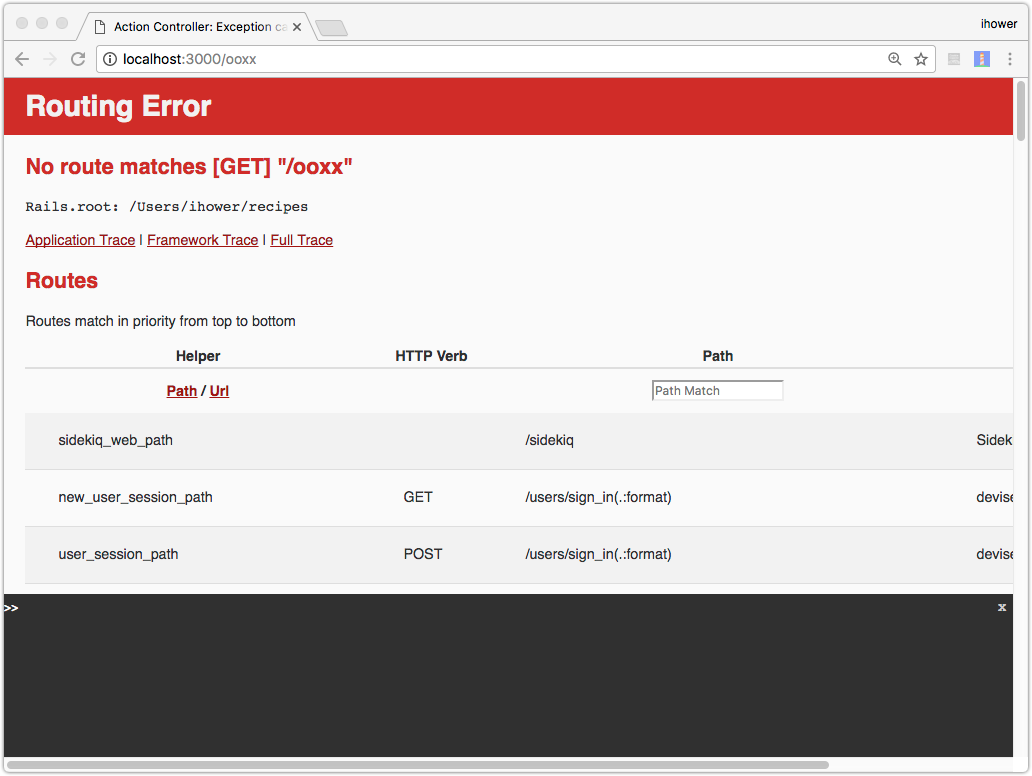 Action Controller: Exception ca
ihower
localhost:3000/ooxx
Routing Error
No route matches [GET] "/ooxx"
Rails.root: /Users/ihower/recipes
Application Trace | Framework Trace | Full Trace
Routes
Routes match in priority from top to bottom
Helper HTTP Verb Path
Path / Url Path Match
sidekiq_web_path /sidekiq Sidek
new_user_session_path GET /users/sign_in(.:format) devise
user_session_path POST /users/sign_in(.:format) devise
>> x